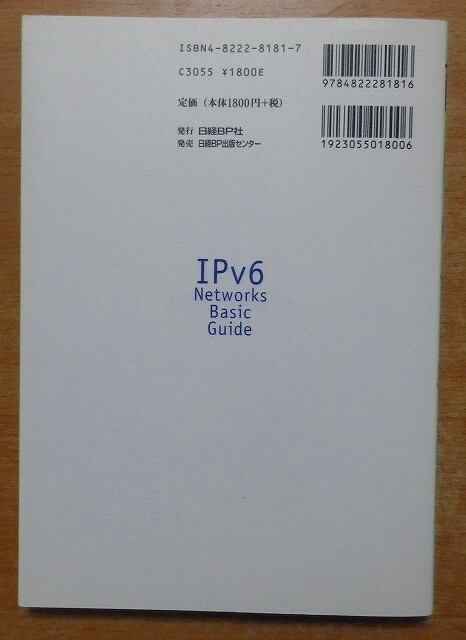 ISBN4-8222-8181-7
C3055 ¥1800E
定価（本体1800円+税）
発行 日経BP社
発売 日経BP出版センター
9784822281816
1923055018006
IPv6
Networks
Basic
Guide